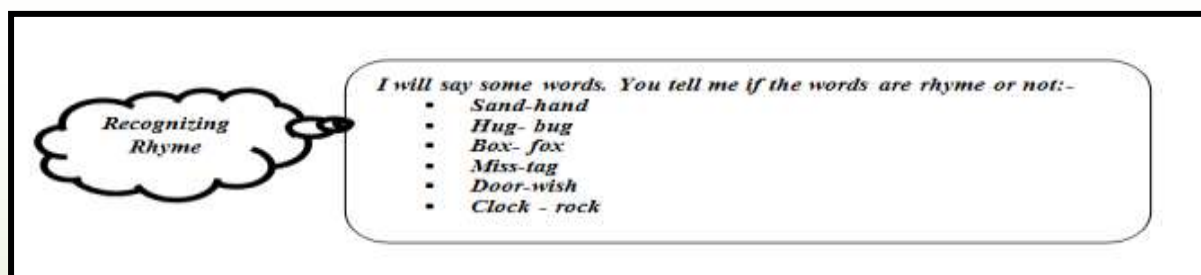 Recognizing
Rhyme
I will say some words. You tell me if the words are rhyme or not:-
▪ Sand-hand
▪ Hug- bug
▪ Box- fox
▪ Miss-tag
▪ Door-wish
▪ Clock - rock